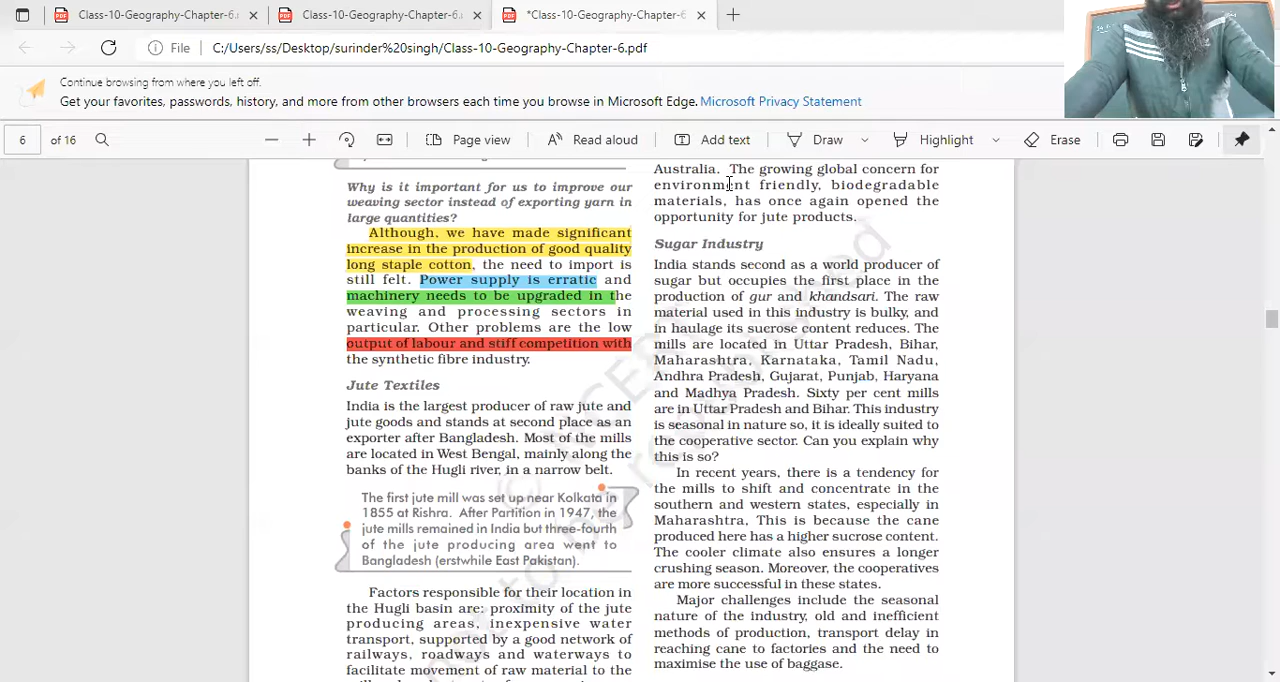 Class-10-Geography-Chapter-6.
Class-10-Geography-Chapter-6.
*Class-10-Geography-Chapter-6
File
C:/Users/ss/Desktop/surinder%20singh/Class-10-Geography-Chapter-6.pdf
Continue browsing from where you left off.
Get your favorites, passwords, history, and more from other browsers each time you browse in Microsoft Edge. Microsoft Privacy Statement
6 of 16
Page view
Read aloud
Add text
Draw
Highlight
Erase
Why is it important for us to improve our
weaving sector instead of exporting yarn in
large quantities?
Although, we have made significant
increase in the production of good quality
long staple cotton, the need to import is
still felt. Power supply is erratic and
machinery needs to be upgraded in the
weaving and processing sectors in
particular. Other problems are the low
output of labour and stiff competition with
the synthetic fibre industry.
Jute Textiles
India is the largest producer of raw jute and
jute goods and stands at second place as an
exporter after Bangladesh. Most of the mills
are located in West Bengal, mainly along the
banks of the Hugli river, in a narrow belt.
The first jute mill was set up near Kolkata in
1855 at Rishra. After Partition in 1947, the
jute mills remained in India but three-fourth
of the jute producing area went to
Bangladesh (erstwhile East Pakistan).
Factors responsible for their location in
the Hugli basin are: proximity of the jute
producing areas, inexpensive water
transport, supported by a good network of
railways, roadways and waterways to
facilitate movement of raw material to the
Australia. The growing global concern for
environment friendly, biodegradable
materials, has once again opened the
opportunity for jute products.
Sugar Industry
India stands second as a world producer of
sugar but occupies the first place in the
production of gur and khandsari. The raw
material used in this industry is bulky, and
in haulage its sucrose content reduces. The
mills are located in Uttar Pradesh, Bihar,
Maharashtra, Karnataka, Tamil Nadu,
Andhra Pradesh, Gujarat, Punjab, Haryana
and Madhya Pradesh. Sixty per cent mills
are in Uttar Pradesh and Bihar. This industry
is seasonal in nature so, it is ideally suited to
the cooperative sector. Can you explain why
this is so?
In recent years, there is a tendency for
the mills to shift and concentrate in the
southern and western states, especially in
Maharashtra, This is because the cane
produced here has a higher sucrose content.
The cooler climate also ensures a longer
crushing season. Moreover, the cooperatives
are more successful in these states.
Major challenges include the seasonal
nature of the industry, old and inefficient
methods of production, transport delay in
reaching cane to factories and the need to
maximise the use of baggase.